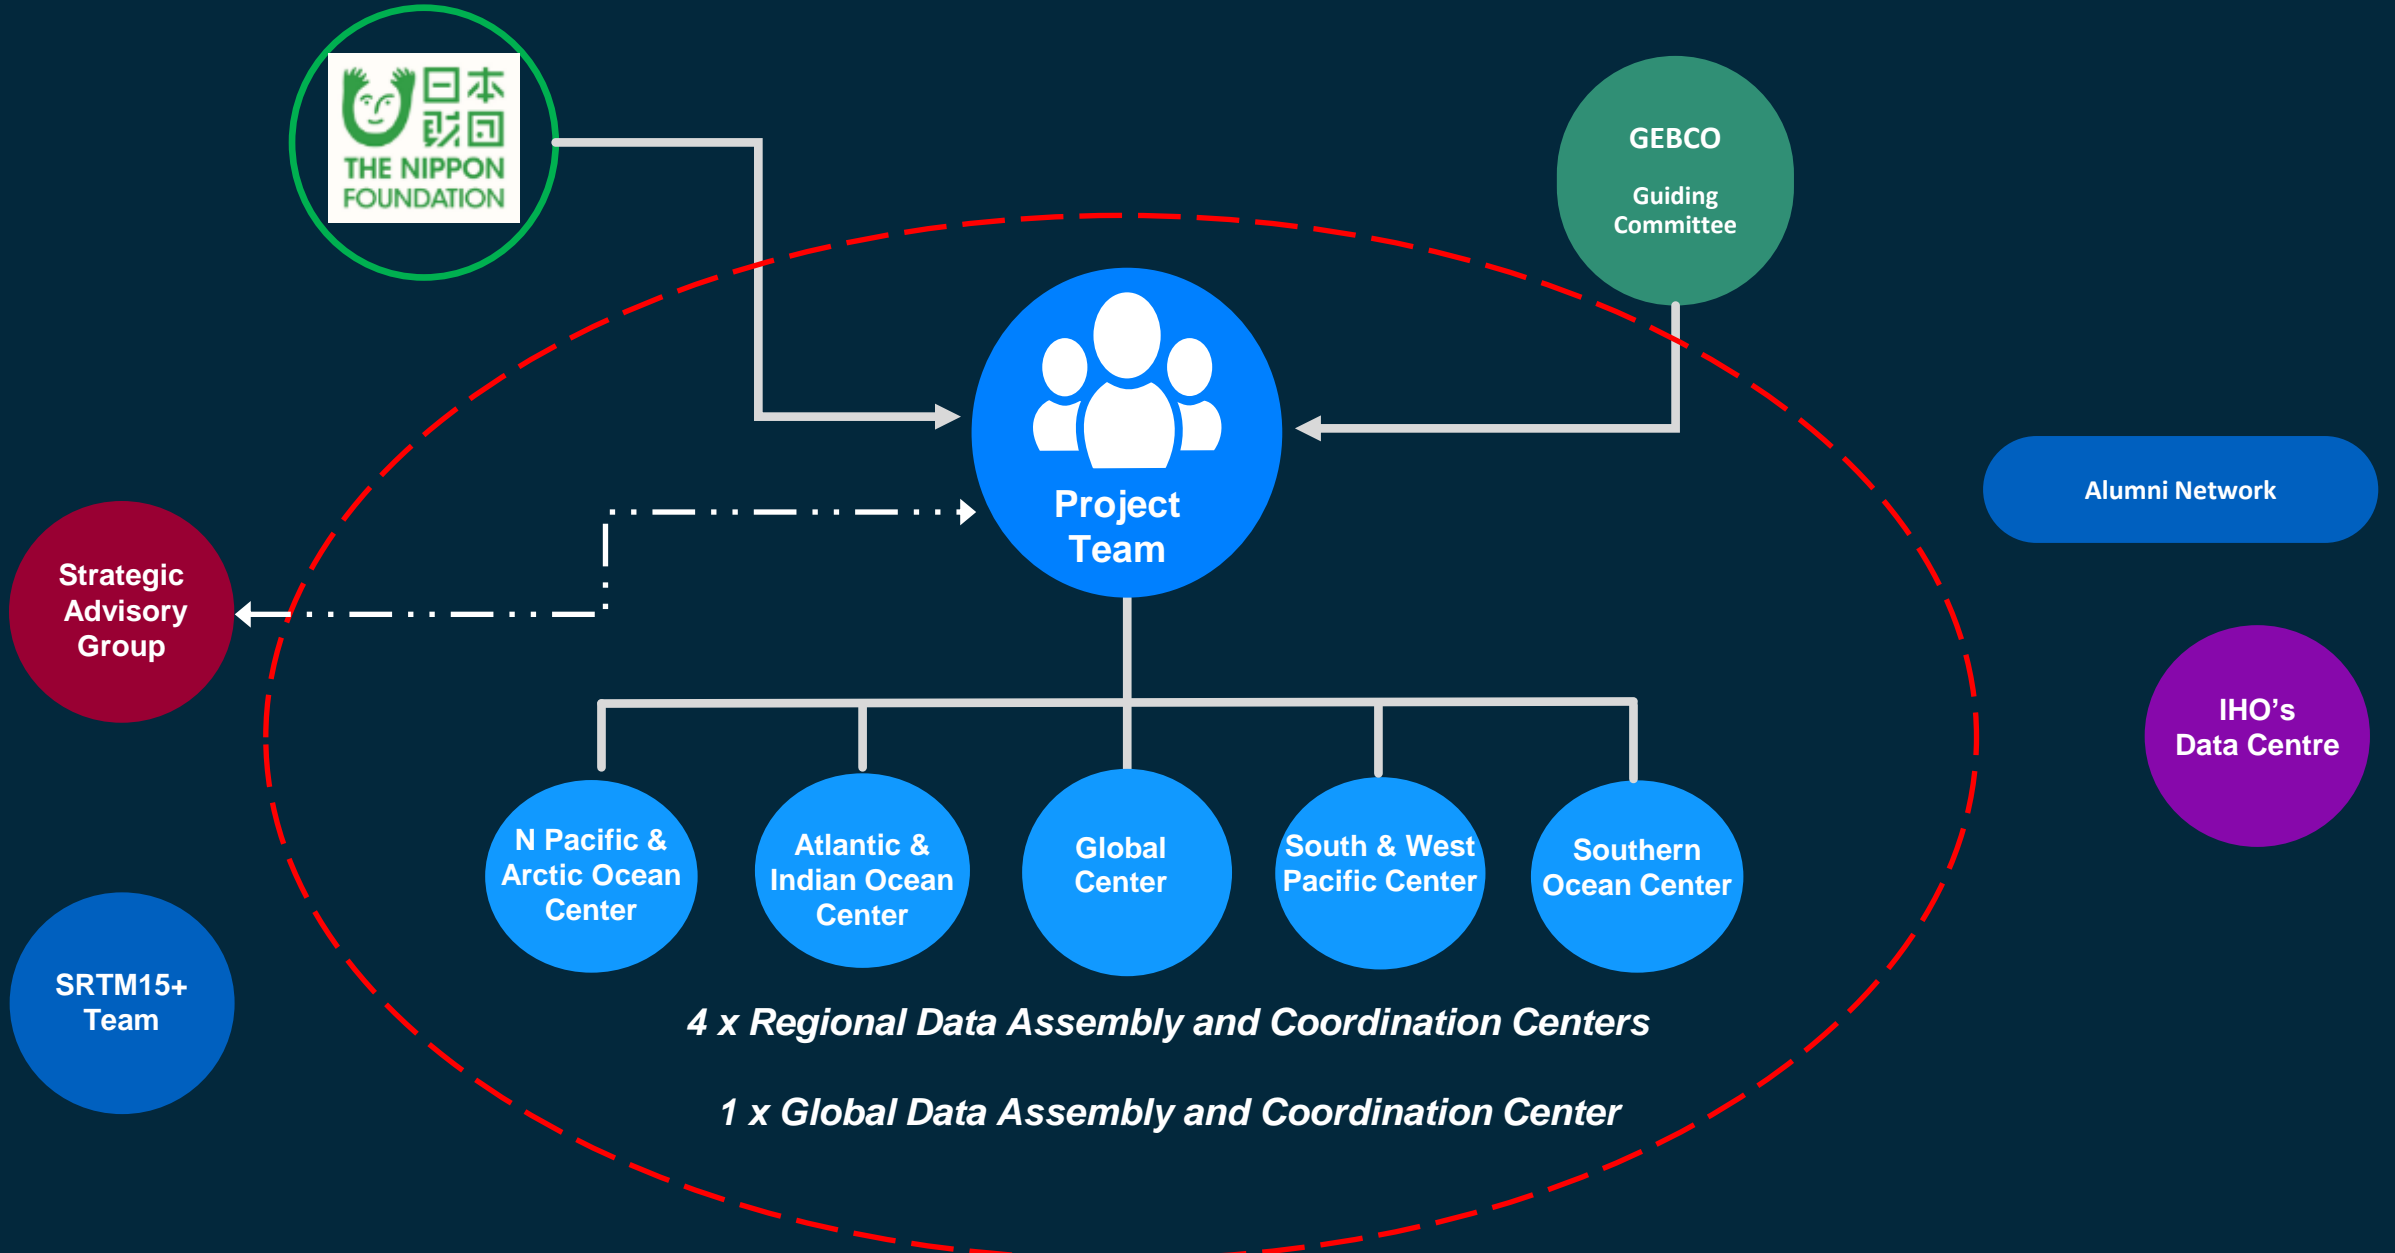 日本
財団
THE NIPPON
FOUNDATION
GEBCO
Guiding
Committee
Project
Team
Alumni Network
Strategic
Advisory
Group
IHO's
Data Centre
N Pacific &
Arctic Ocean
Center
Atlantic &
Indian Ocean
Center
Global
Center
South & West
Pacific Center
Southern
Ocean Center
SRTM15+
Team
4 x Regional Data Assembly and Coordination Centers
1 x Global Data Assembly and Coordination Center